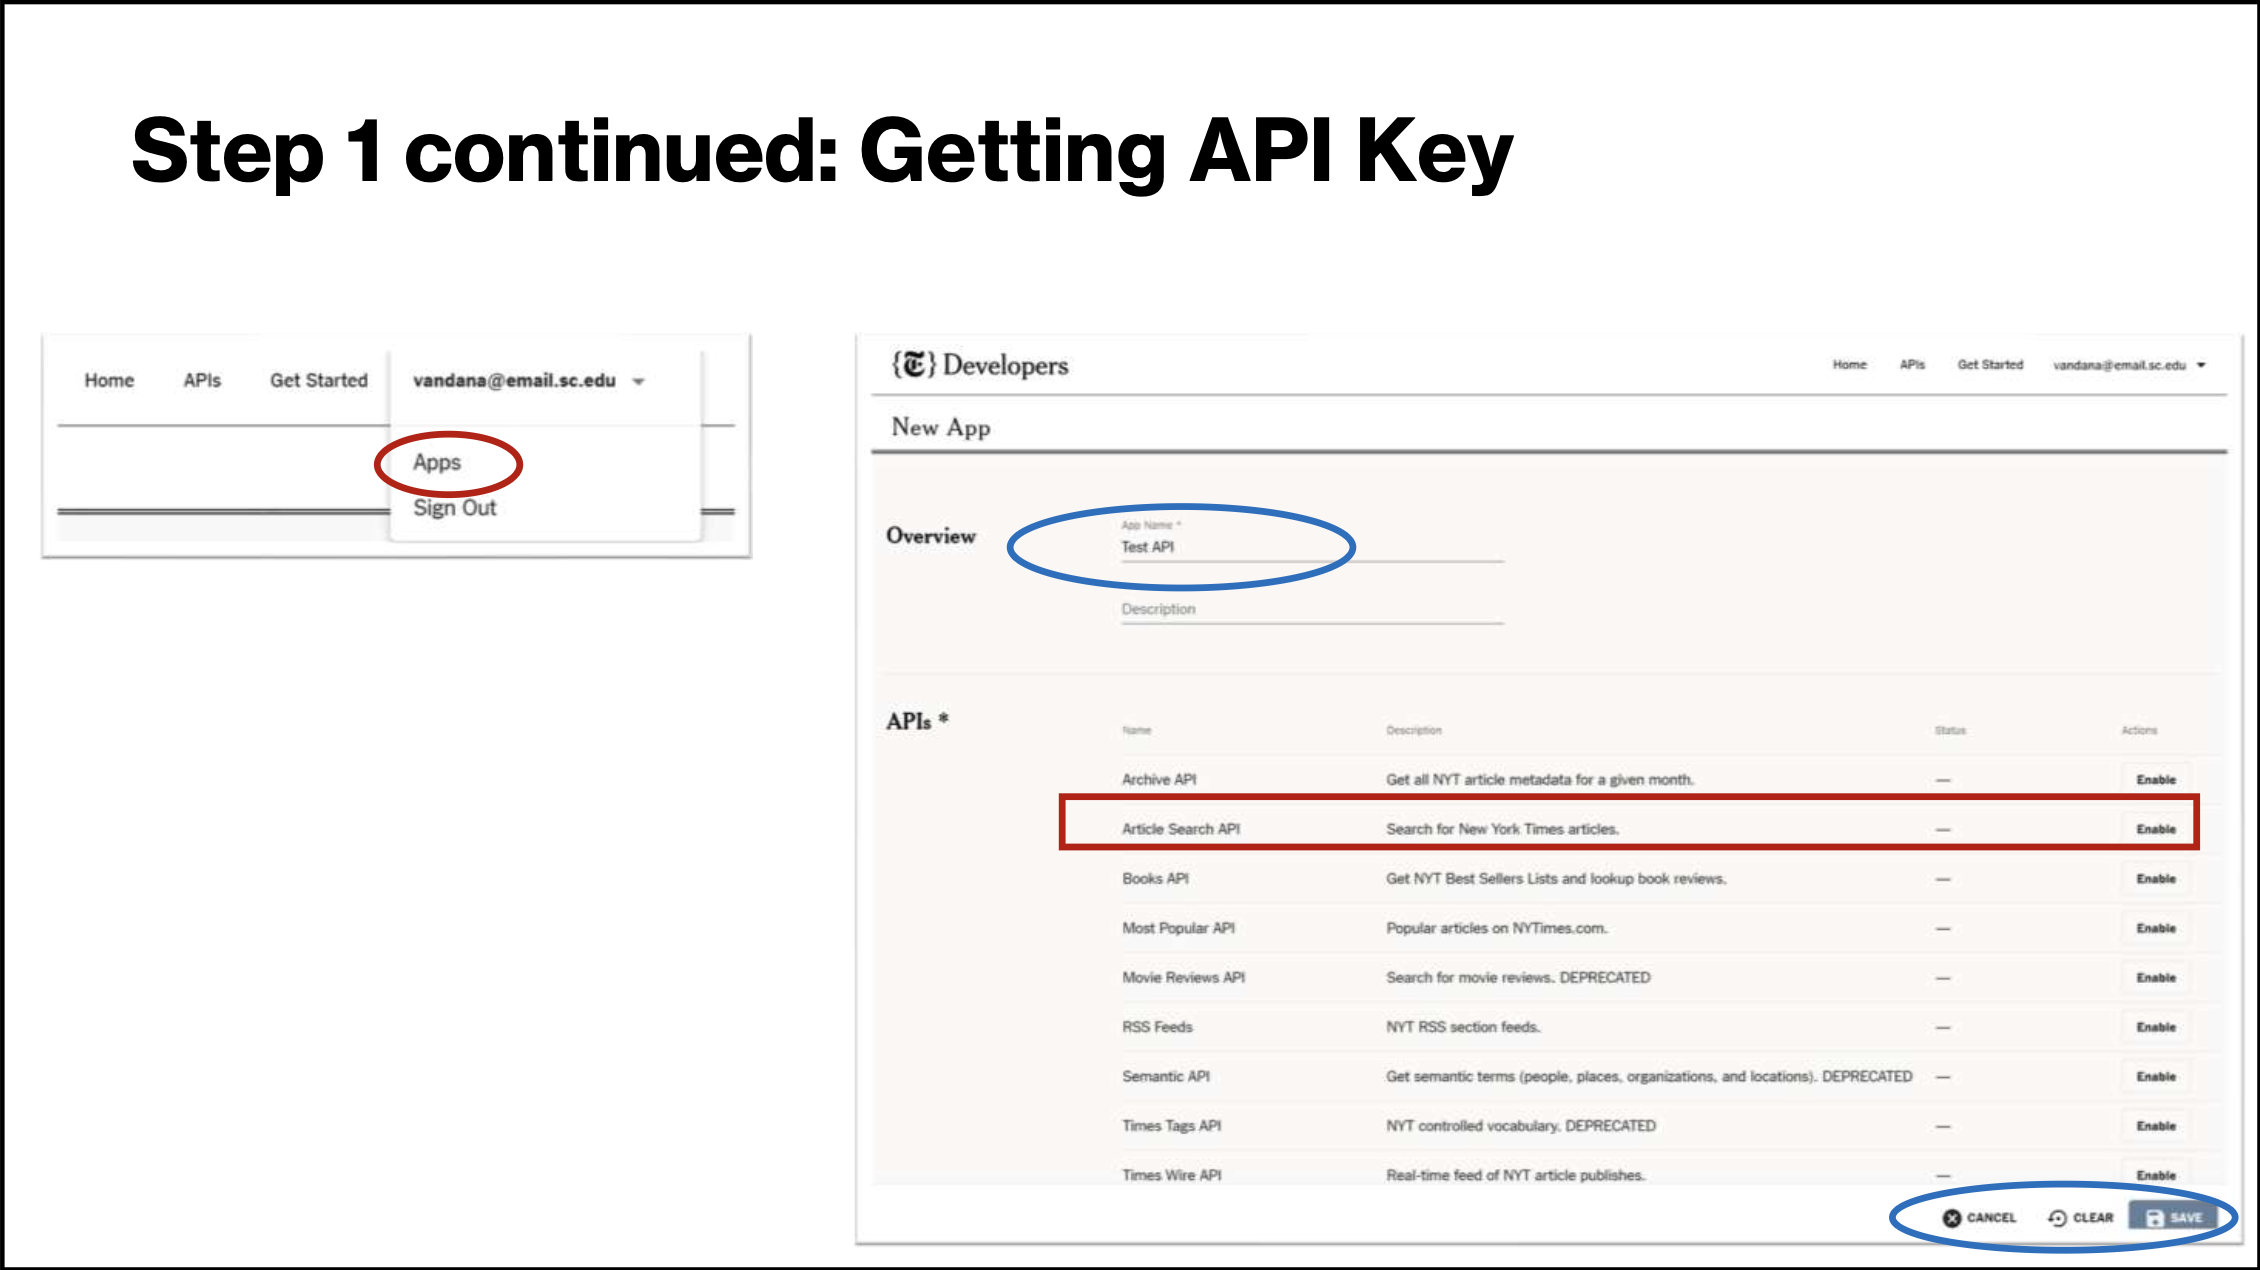 Step 1 continued: Getting API Key
Home APIs Get Started vandana@email.sc.edu
Apps
Sign Out
{T} Developers Home APIs Get Started vandana@email.sc.edu
New App
Overview
App Name *
Test API
Description
APIs *
Name Description Status Actions
Archive API Get all NYT article metadata for a given month. — Enable
Article Search API Search for New York Times articles. — Enable
Books API Get NYT Best Sellers Lists and lookup book reviews. — Enable
Most Popular API Popular articles on NYTimes.com. — Enable
Movie Reviews API Search for movie reviews. DEPRECATED — Enable
RSS Feeds NYT RSS section feeds. — Enable
Semantic API Get semantic terms (people, places, organizations, and locations). DEPRECATED — Enable
Times Tags API NYT controlled vocabulary. DEPRECATED — Enable
Times Wire API Real-time feed of NYT article publishes. — Enable
CANCEL CLEAR SAVE